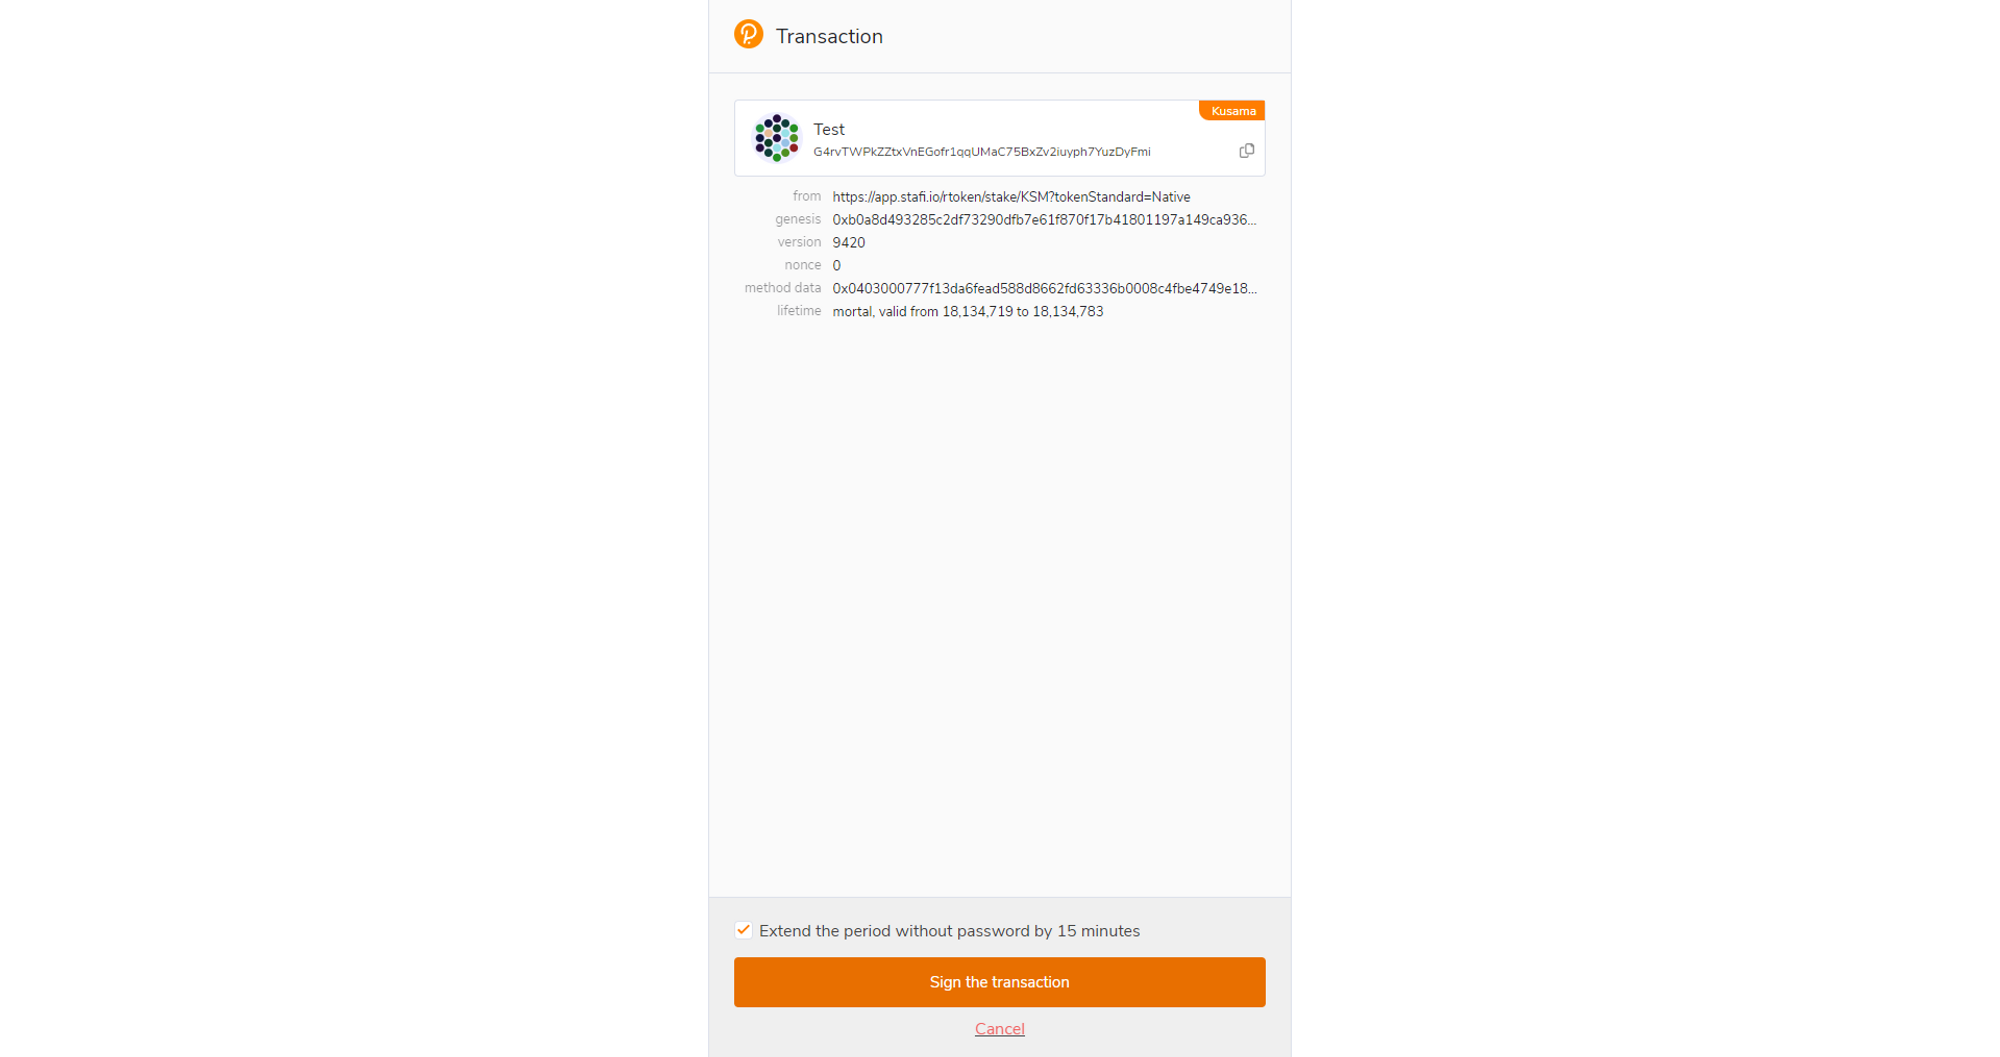 Transaction
Kusama
Test
G4rvTWPkZZtxVnEGofr1qqUMaC75BxZv2iuyph7YuzDyFmi
from https://app.stafi.io/rtoken/stake/KSM?tokenStandard=Native
genesis 0xb0a8d493285c2df73290dfb7e61f870f17b41801197a149ca936...
version 9420
nonce 0
method data 0x0403000777f13da6fead588d8662fd63336b0008c4fbe4749e18...
lifetime mortal, valid from 18,134,719 to 18,134,783
Extend the period without password by 15 minutes
Sign the transaction
Cancel